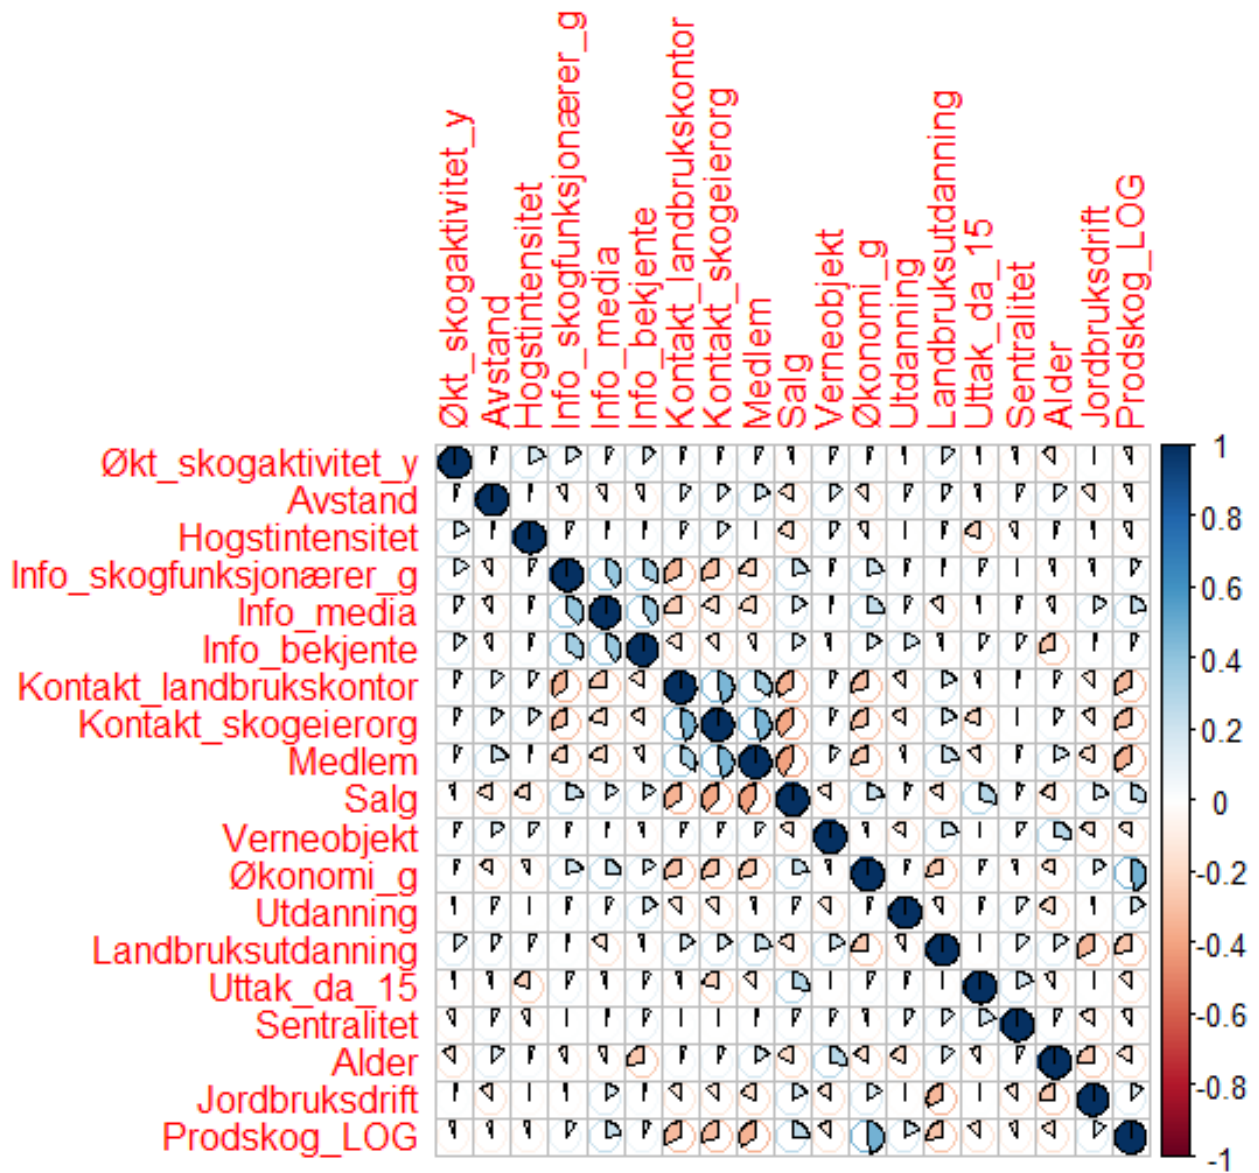 Økt_skogaktivitet_y
Avstand
Hogstintensitet
Info_skogfunksjonærer_g
Info_media
Info_bekjente
Kontakt_landbrukskontor
Kontakt_skogeierorg
Medlem
Salg
Verneobjekt
Økonomi_g
Utdanning
Landbruksutdanning
Uttak_da_15
Sentralitet
Alder
Jordbruksdrift
Prodskog_LOG
Økt_skogaktivitet_y
Avstand
Hogstintensitet
Info_skogfunksjonærer_g
Info_media
Info_bekjente
Kontakt_landbrukskontor
Kontakt_skogeierorg
Medlem
Salg
Verneobjekt
Økonomi_g
Utdanning
Landbruksutdanning
Uttak_da_15
Sentralitet
Alder
Jordbruksdrift
Prodskog_LOG
1
0.8
0.6
0.4
0.2
0
-0.2
-0.4
-0.6
-0.8
-1